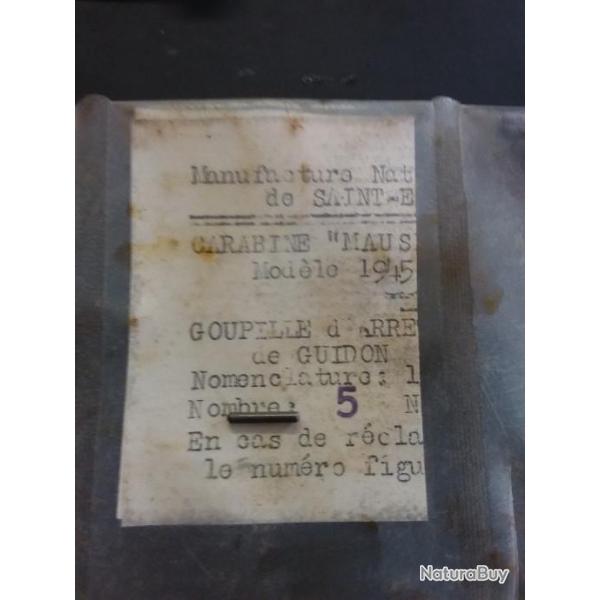 Manufacture Nat
de SAINT-E
CARABINE "MAUS
Modèle 1945
GOUPILLE d'ARRE
de GUIDON
Nomenclature: 1
Nombre: 5 N
En cas de récla
le numéro figu
NaturaBuy